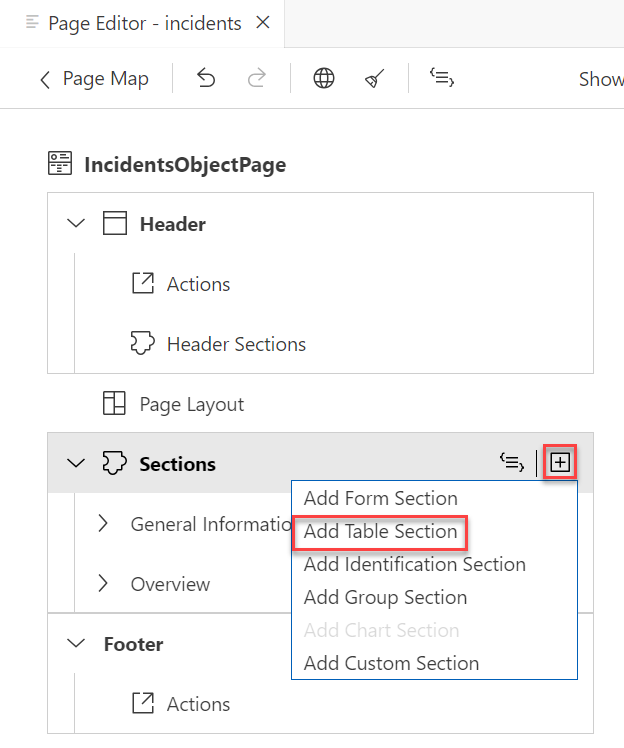 Page Editor - incidents
Page Map
Show
IncidentsObjectPage
Header
Actions
Header Sections
Page Layout
Sections
Add Form Section
General Informatio
Add Table Section
Add Identification Section
Overview
Add Group Section
Add Chart Section
Footer
Add Custom Section
Actions